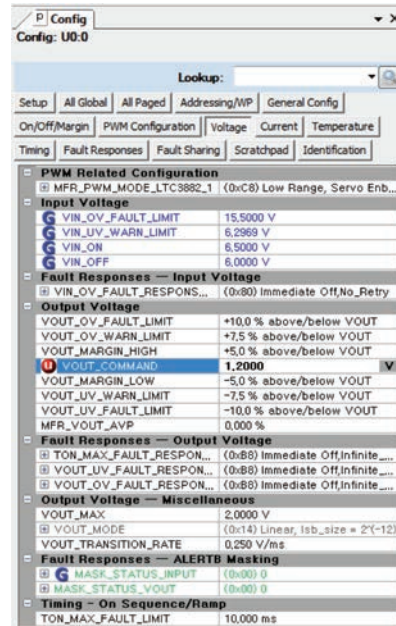 P Config
Config: U0:0
Lookup:
Setup All Global All Paged Addressing/WP General Config
On/Off/Margin PWM Configuration Voltage Current Temperature
Timing Fault Responses Fault Sharing Scratchpad Identification
PWM Related Configuration
MFR_PWM_MODE_LTC3882_1 (0xC8) Low Range, Servo Enb...
Input Voltage
G VIN_OV_FAULT_LIMIT 15,5000 V
G VIN_UV_WARN_LIMIT 6,2969 V
G VIN_ON 6,5000 V
G VIN_OFF 6,0000 V
Fault Responses — Input Voltage
VIN_OV_FAULT_RESPONS... (0x80) Immediate Off,No_Retry
Output Voltage
VOUT_OV_FAULT_LIMIT +10,0 % above/below VOUT
VOUT_OV_WARN_LIMIT +7,5 % above/below VOUT
VOUT_MARGIN_HIGH +5,0 % above/below VOUT
U VOUT_COMMAND 1,2000 V
VOUT_MARGIN_LOW -5,0 % above/below VOUT
VOUT_UV_WARN_LIMIT -7,5 % above/below VOUT
VOUT_UV_FAULT_LIMIT -10,0 % above/below VOUT
MFR_VOUT_AVP 0,000 %
Fault Responses — Output Voltage
TON_MAX_FAULT_RESPON... (0xB8) Immediate Off,Infinite_...
VOUT_UV_FAULT_RESPON... (0xB8) Immediate Off,Infinite_...
VOUT_OV_FAULT_RESPON... (0xB8) Immediate Off,Infinite_...
Output Voltage — Miscellaneous
VOUT_MAX 2,0000 V
VOUT_MODE (0x14) Linear, lsb_size = 2^(-12)
VOUT_TRANSITION_RATE 0,250 V/ms
Fault Responses — ALERTB Masking
G MASK_STATUS_INPUT (0x00) 0
MASK_STATUS_VOUT (0x00) 0
Timing - On Sequence/Ramp
TON_MAX_FAULT_LIMIT 10,000 ms